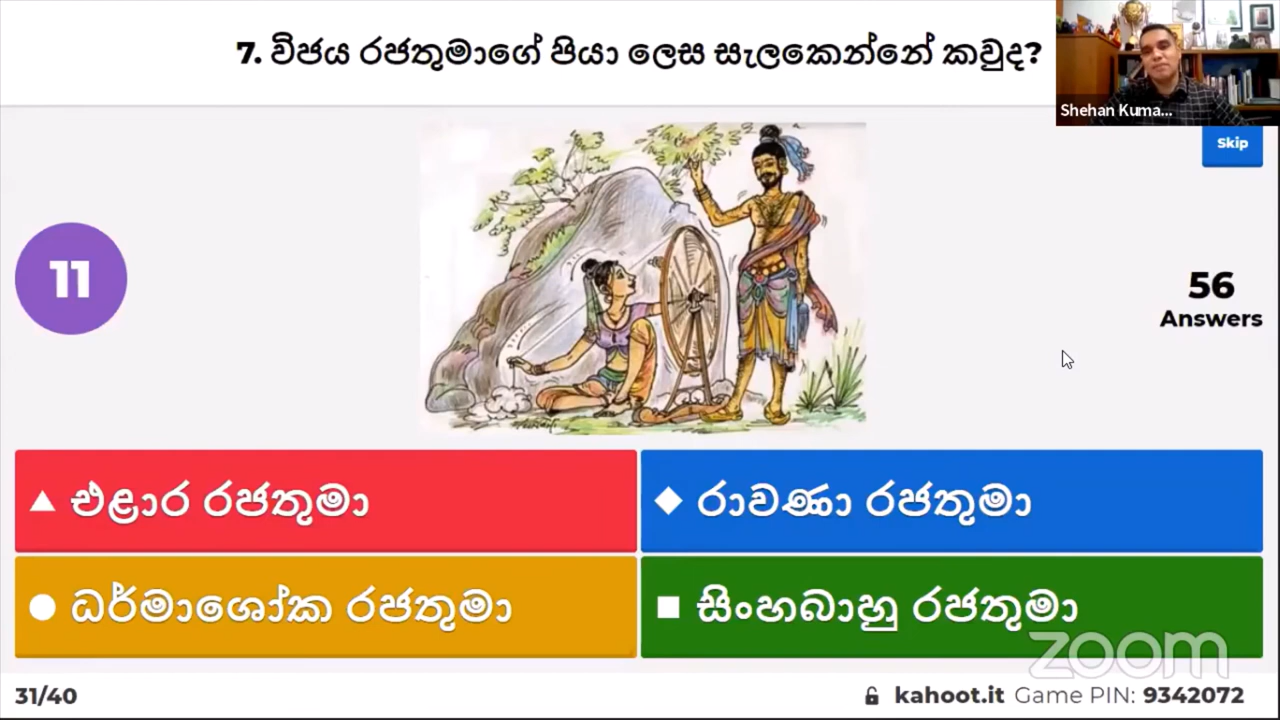 7. විජය රජතුමාගේ පියා ලෙස සැලකෙන්නේ කවුද?
Shehan Kuma...
Skip
11
56
Answers
එළාර රජතුමා
රාවණා රජතුමා
ධර්මාශෝක රජතුමා
සිංහබාහු රජතුමා
zoom
31/40
kahoot.it Game PIN: 9342072